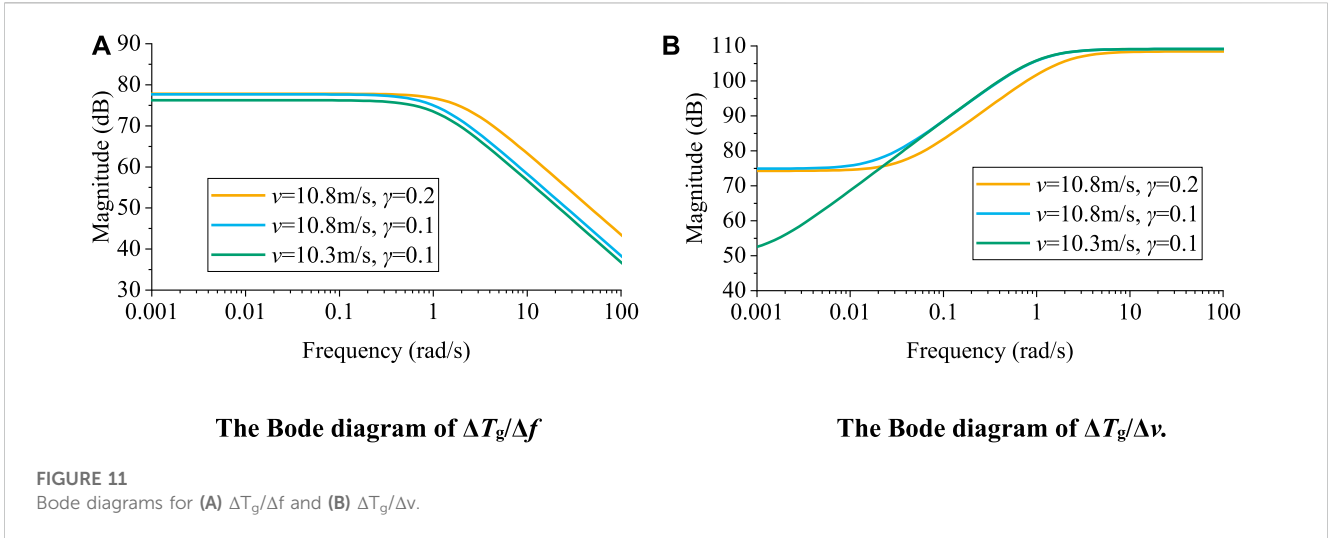 A
90
80
70
60
50
40
30
Magnitude (dB)
v=10.8m/s, γ=0.2
v=10.8m/s, γ=0.1
v=10.3m/s, γ=0.1
0.001 0.01 0.1 1 10 100
Frequency (rad/s)
The Bode diagram of ΔTg/Δf
B
110
100
90
80
70
60
50
40
Magnitude (dB)
v=10.8m/s, γ=0.2
v=10.8m/s, γ=0.1
v=10.3m/s, γ=0.1
0.001 0.01 0.1 1 10 100
Frequency (rad/s)
The Bode diagram of ΔTg/Δv.
FIGURE 11
Bode diagrams for (A) ΔTg/Δf and (B) ΔTg/Δv.